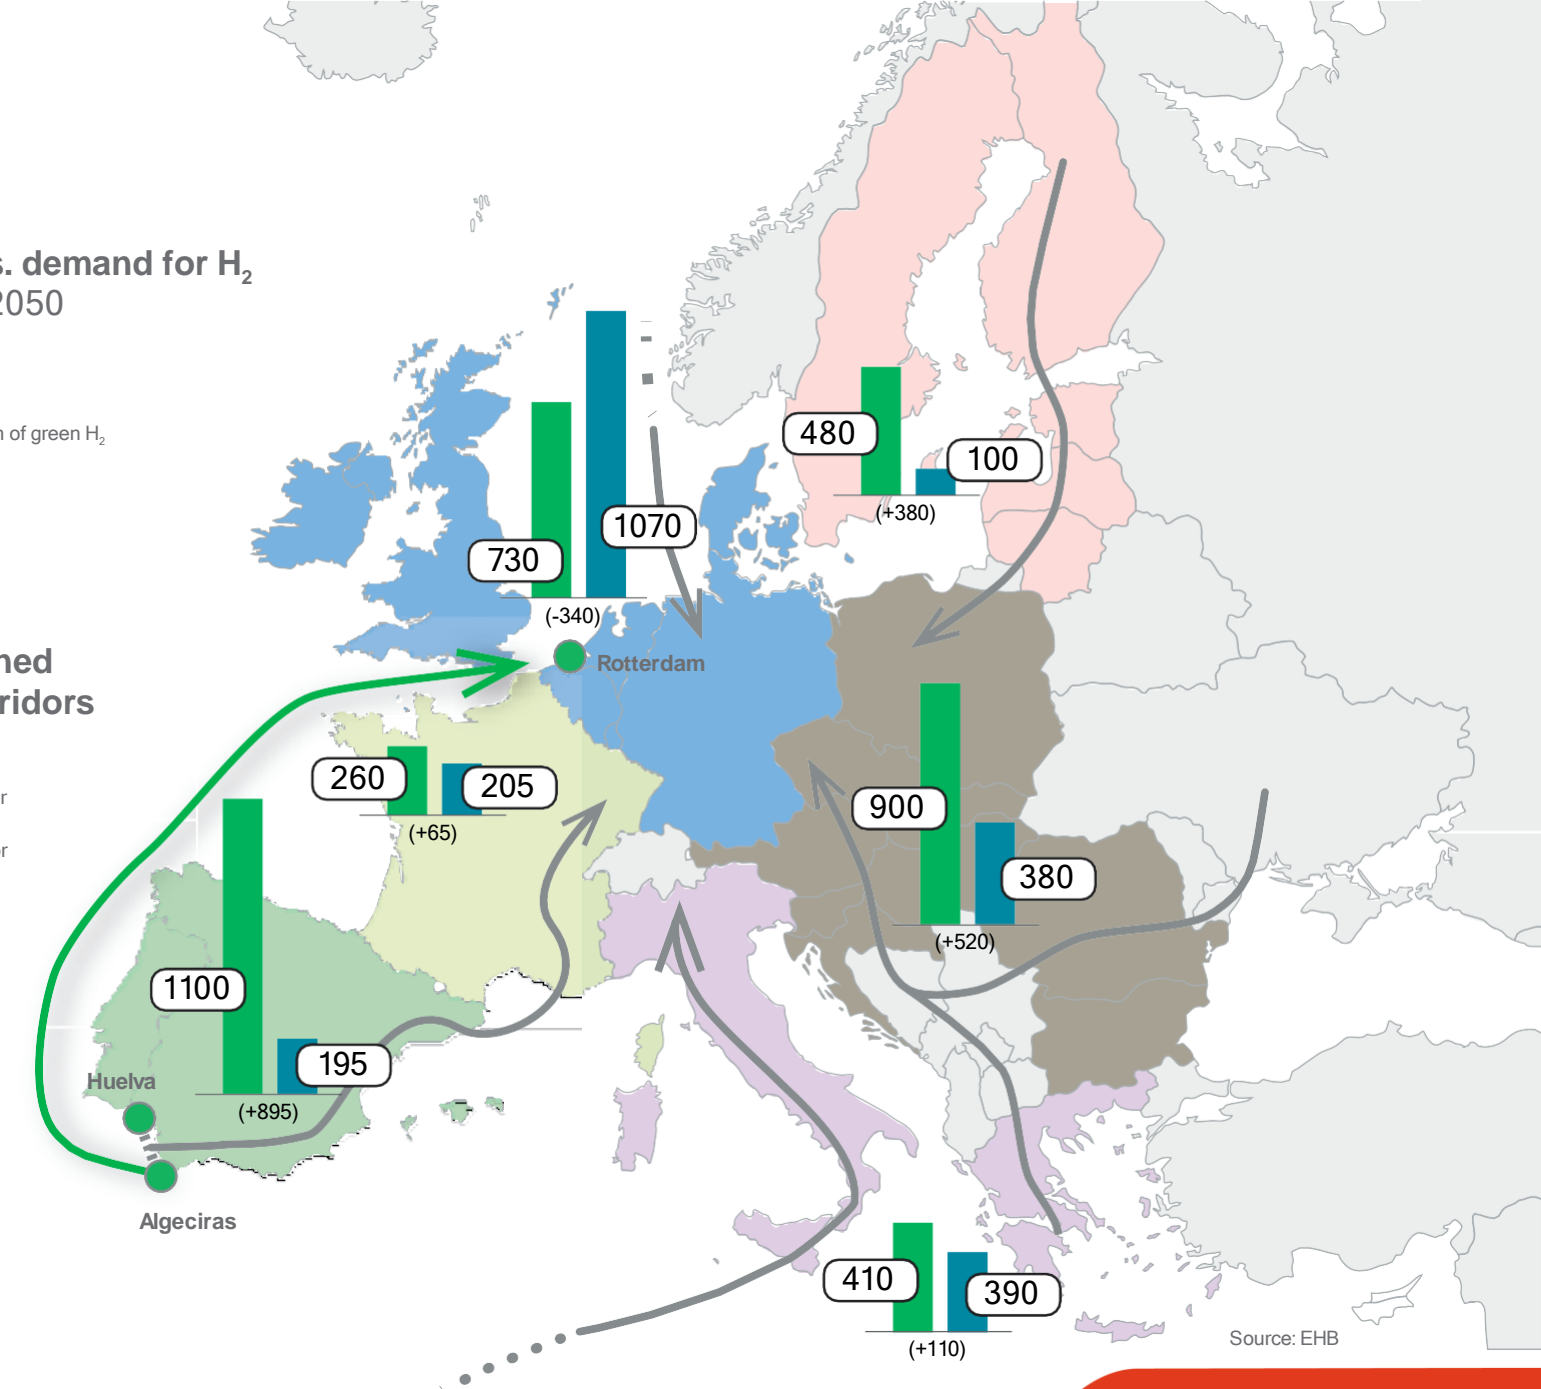 s. demand for H2
2050
n of green H2
480
100
(+380)
1070
730
(-340)
Rotterdam
ned
ridors
260
205
(+65)
r
or
900
380
(+520)
1100
195
(+895)
Huelva
Algeciras
410
390
(+110)
Source: EHB